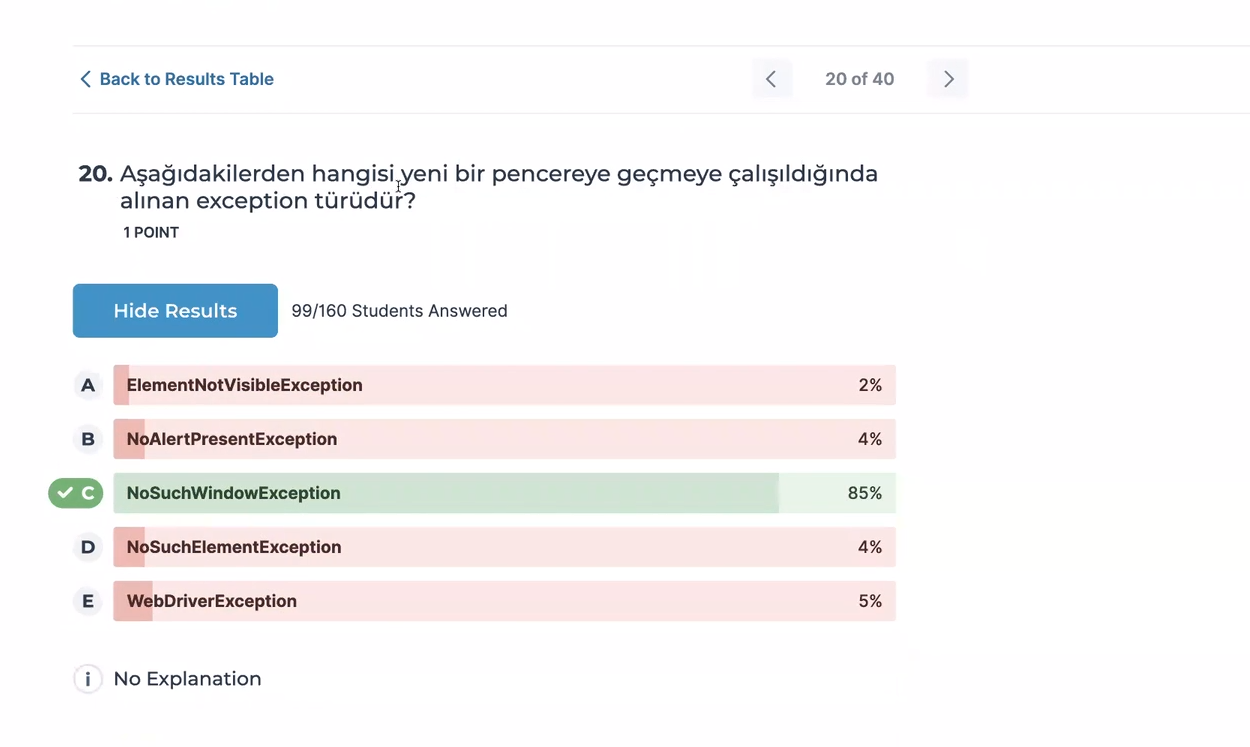 Back to Results Table
20 of 40
20. Aşağıdakilerden hangisi yeni bir pencereye geçmeye çalışıldığında
alınan exception türüdür?
1 POINT
Hide Results 99/160 Students Answered
A ElementNotVisibleException 2%
B NoAlertPresentException 4%
C NoSuchWindowException 85%
D NoSuchElementException 4%
E WebDriverException 5%
i No Explanation